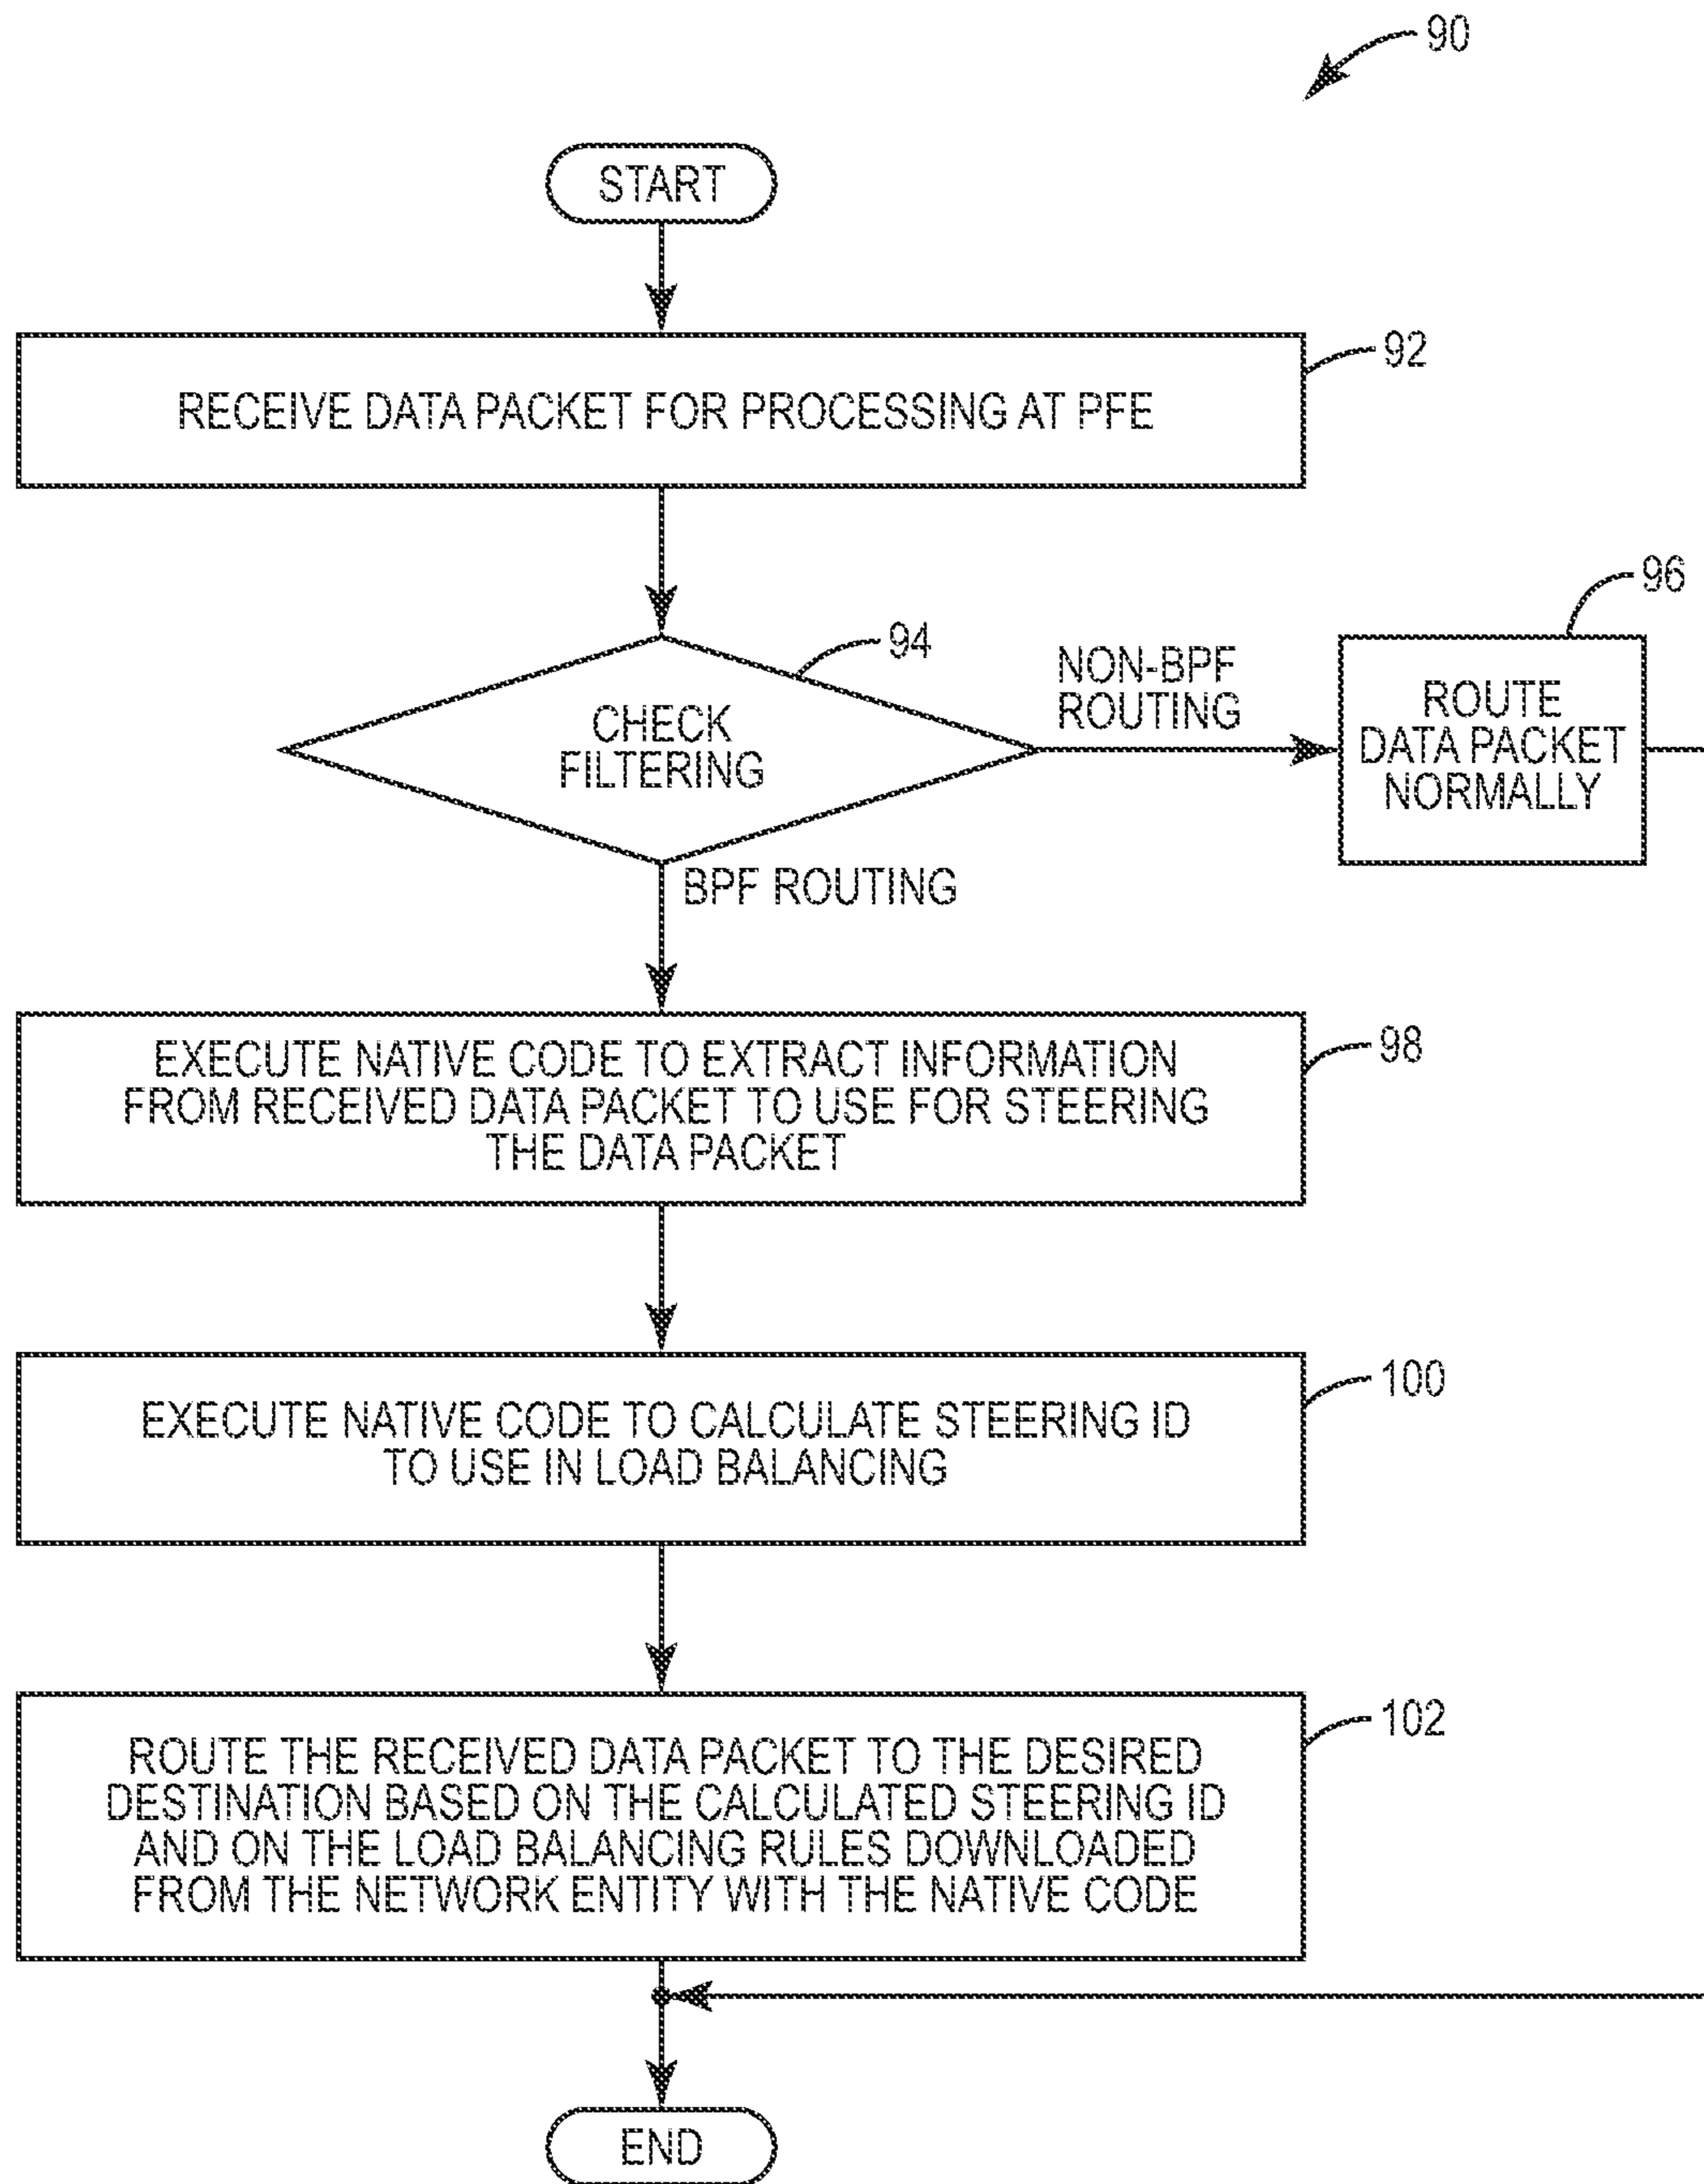 90
START
92
RECEIVE DATA PACKET FOR PROCESSING AT PFE
94
CHECK
FILTERING
NON-BPF
ROUTING
96
ROUTE
DATA PACKET
NORMALLY
BPF ROUTING
98
EXECUTE NATIVE CODE TO EXTRACT INFORMATION
FROM RECEIVED DATA PACKET TO USE FOR STEERING
THE DATA PACKET
100
EXECUTE NATIVE CODE TO CALCULATE STEERING ID
TO USE IN LOAD BALANCING
102
ROUTE THE RECEIVED DATA PACKET TO THE DESIRED
DESTINATION BASED ON THE CALCULATED STEERING ID
AND ON THE LOAD BALANCING RULES DOWNLOADED
FROM THE NETWORK ENTITY WITH THE NATIVE CODE
END